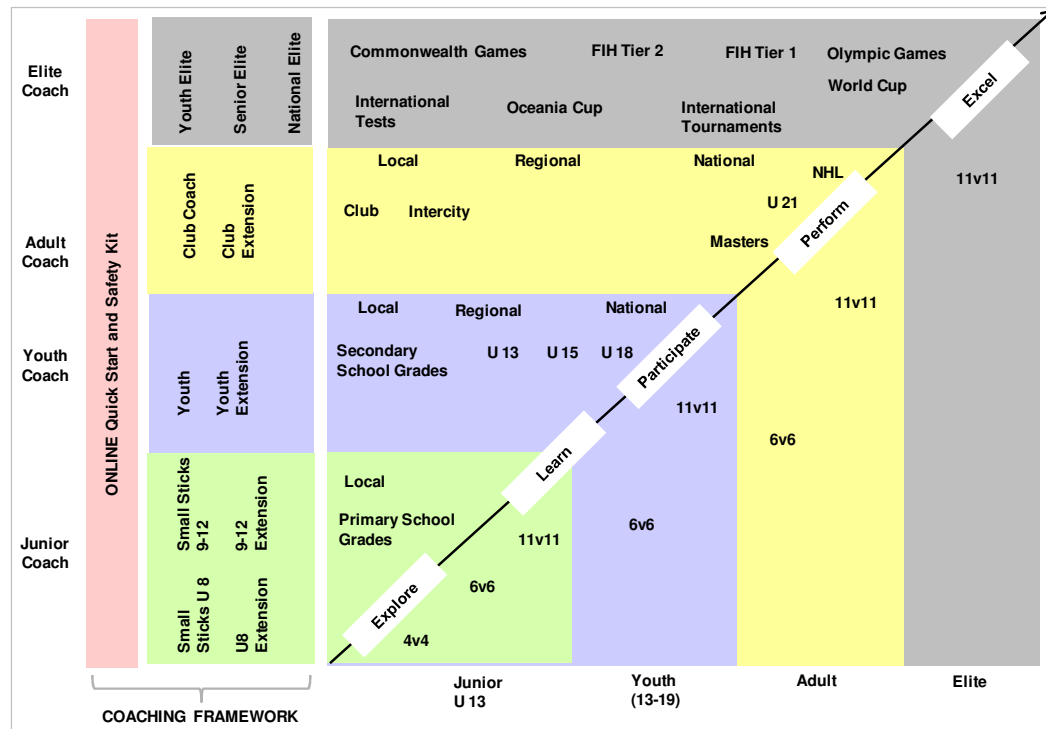 Elite
Coach
Adult
Coach
Youth
Coach
Junior
Coach
ONLINE Quick Start and Safety Kit
Youth Elite
Senior Elite
National Elite
Club Coach
Club
Extension
Youth
Youth
Extension
Small Sticks
9-12
9-12
Extension
Small
Sticks U 8
U8
Extension
COACHING FRAMEWORK
Commonwealth Games
FIH Tier 2
FIH Tier 1
Olympic Games
World Cup
International
Tests
Oceania Cup
International
Tournaments
Excel
11v11
Local
Regional
National
NHL
Club
Intercity
U 21
Masters
Perform
11v11
6v6
Local
Regional
National
Secondary
School Grades
U 13
U 15
U 18
Participate
11v11
6v6
Learn
Local
Primary School
Grades
11v11
6v6
Explore
4v4
Junior
U 13
Youth
(13-19)
Adult
Elite